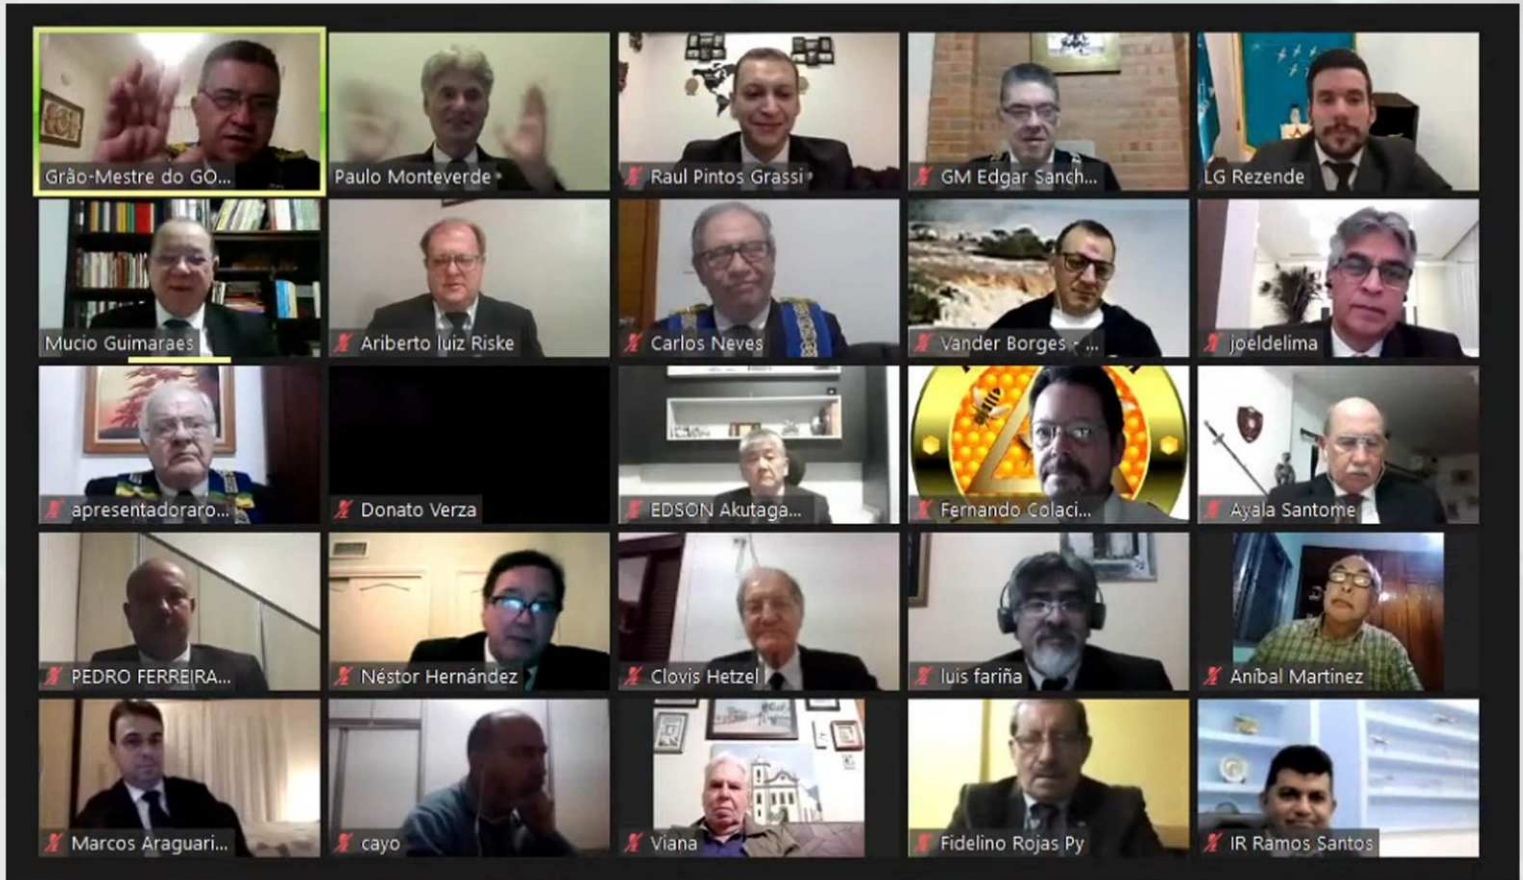 Grão-Mestre do GO...
Paulo Monteverde
Raul Pintos Grassi
GM Edgar Sanch...
LG Rezende
Mucio Guimaraes
Ariberto luiz Riske
Carlos Neves
Vander Borges - ...
joeldelima
apresentadoraro...
Donato Verza
EDSON Akutaga...
Fernando Colaci...
Ayala Santome
PEDRO FERREIRA...
Néstor Hernández
Clovis Hetzel
luis fariña
Aníbal Martinez
Marcos Araguari...
cayo
Viana
Fidelino Rojas Py
IR Ramos Santos